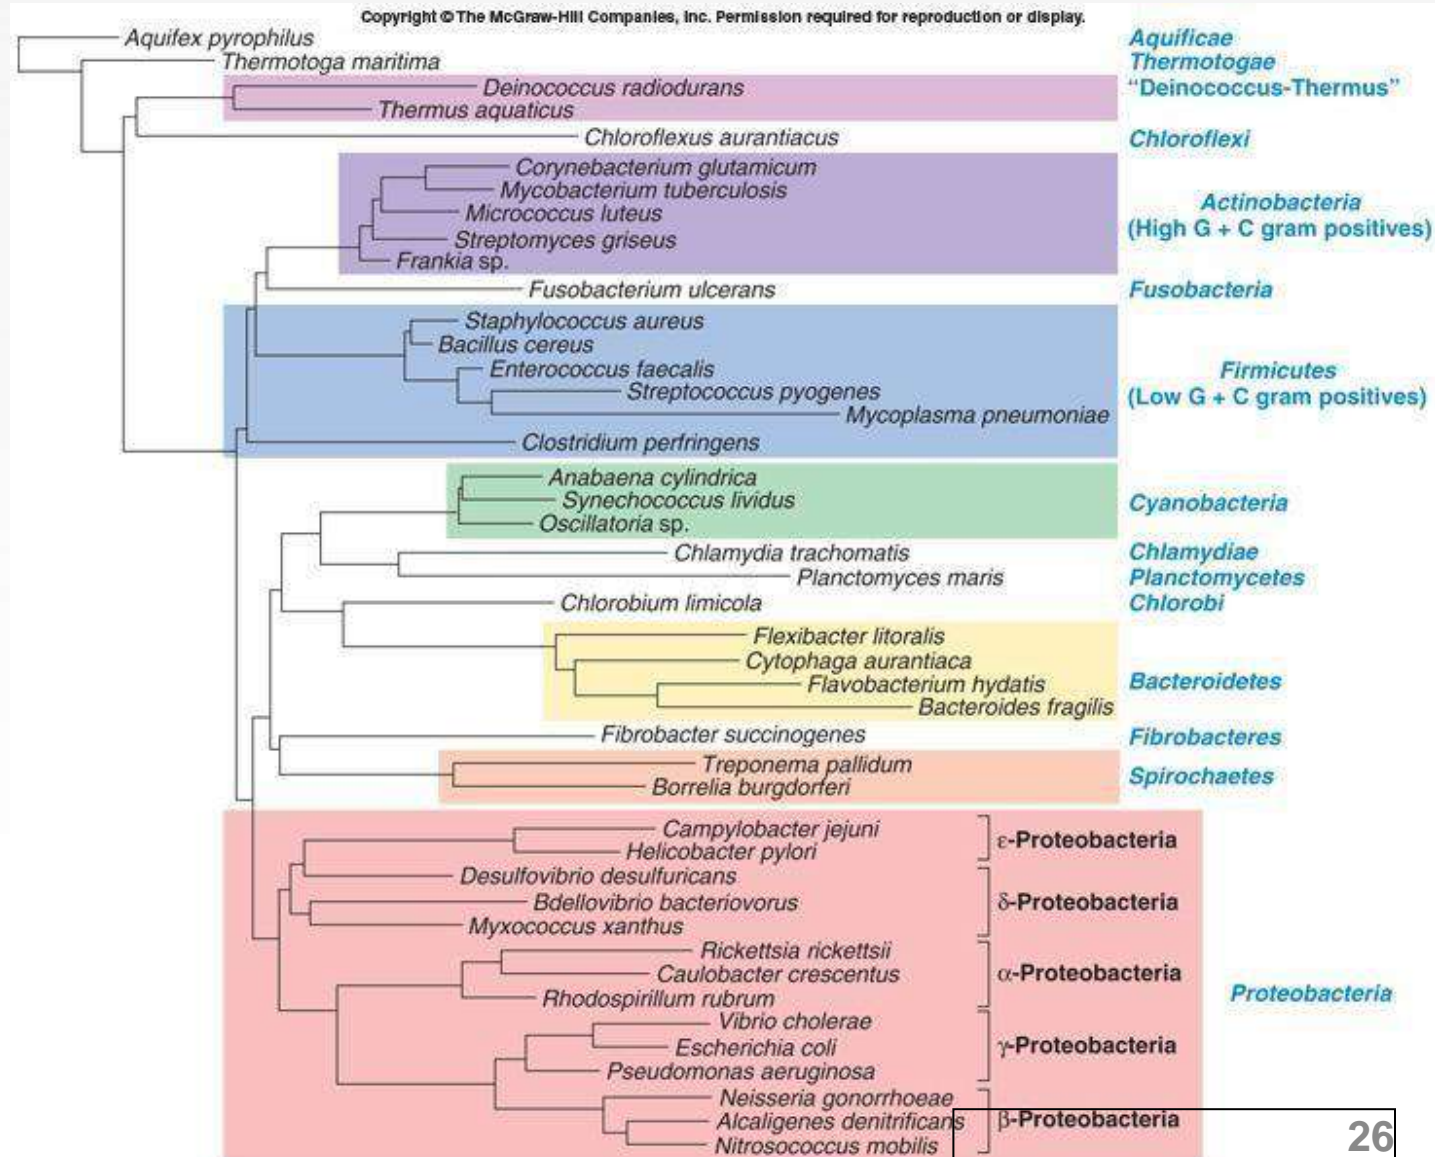 Copyright © The McGraw-Hill Companies, Inc. Permission required for reproduction or display.
Aquifex pyrophilus
Aquificae
Thermotoga maritima
Thermotogae
Deinococcus radiodurans
"Deinococcus-Thermus"
Thermus aquaticus
Chloroflexus aurantiacus
Chloroflexi
Corynebacterium glutamicum
Mycobacterium tuberculosis
Micrococcus luteus
Streptomyces griseus
Frankia sp.
Actinobacteria
(High G + C gram positives)
Fusobacterium ulcerans
Fusobacteria
Staphylococcus aureus
Bacillus cereus
Enterococcus faecalis
Streptococcus pyogenes
Mycoplasma pneumoniae
Clostridium perfringens
Firmicutes
(Low G + C gram positives)
Anabaena cylindrica
Synechococcus lividus
Oscillatoria sp.
Cyanobacteria
Chlamydia trachomatis
Chlamydiae
Planctomyces maris
Planctomycetes
Chlorobium limicola
Chlorobi
Flexibacter litoralis
Cytophaga aurantiaca
Flavobacterium hydatis
Bacteroides fragilis
Bacteroidetes
Fibrobacter succinogenes
Fibrobacteres
Treponema pallidum
Borrelia burgdorferi
Spirochaetes
Campylobacter jejuni
Helicobacter pylori
ε-Proteobacteria
Desulfovibrio desulfuricans
Bdellovibrio bacteriovorus
Myxococcus xanthus
δ-Proteobacteria
Rickettsia rickettsii
Caulobacter crescentus
Rhodospirillum rubrum
α-Proteobacteria
Proteobacteria
Vibrio cholerae
Escherichia coli
Pseudomonas aeruginosa
γ-Proteobacteria
Neisseria gonorrhoeae
Alcaligenes denitrificans
Nitrosococcus mobilis
β-Proteobacteria
26